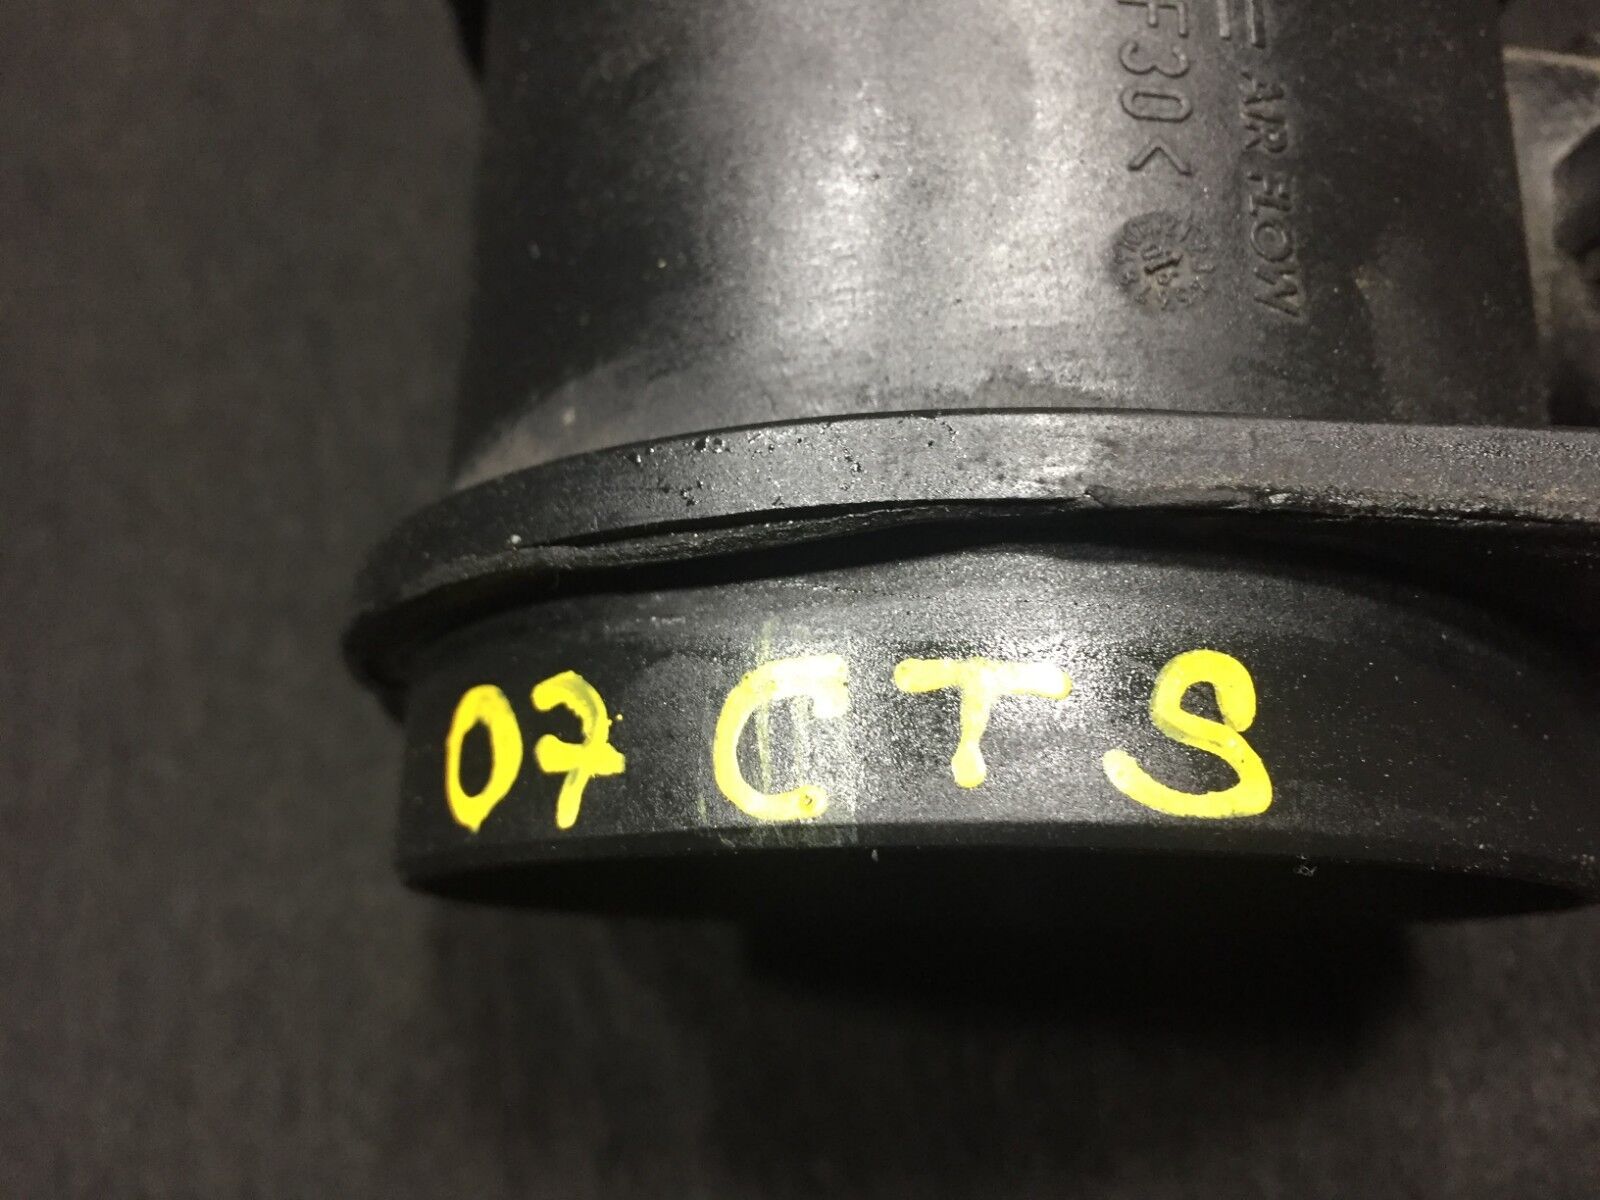 F30<
AIR FLOW
07 CTS